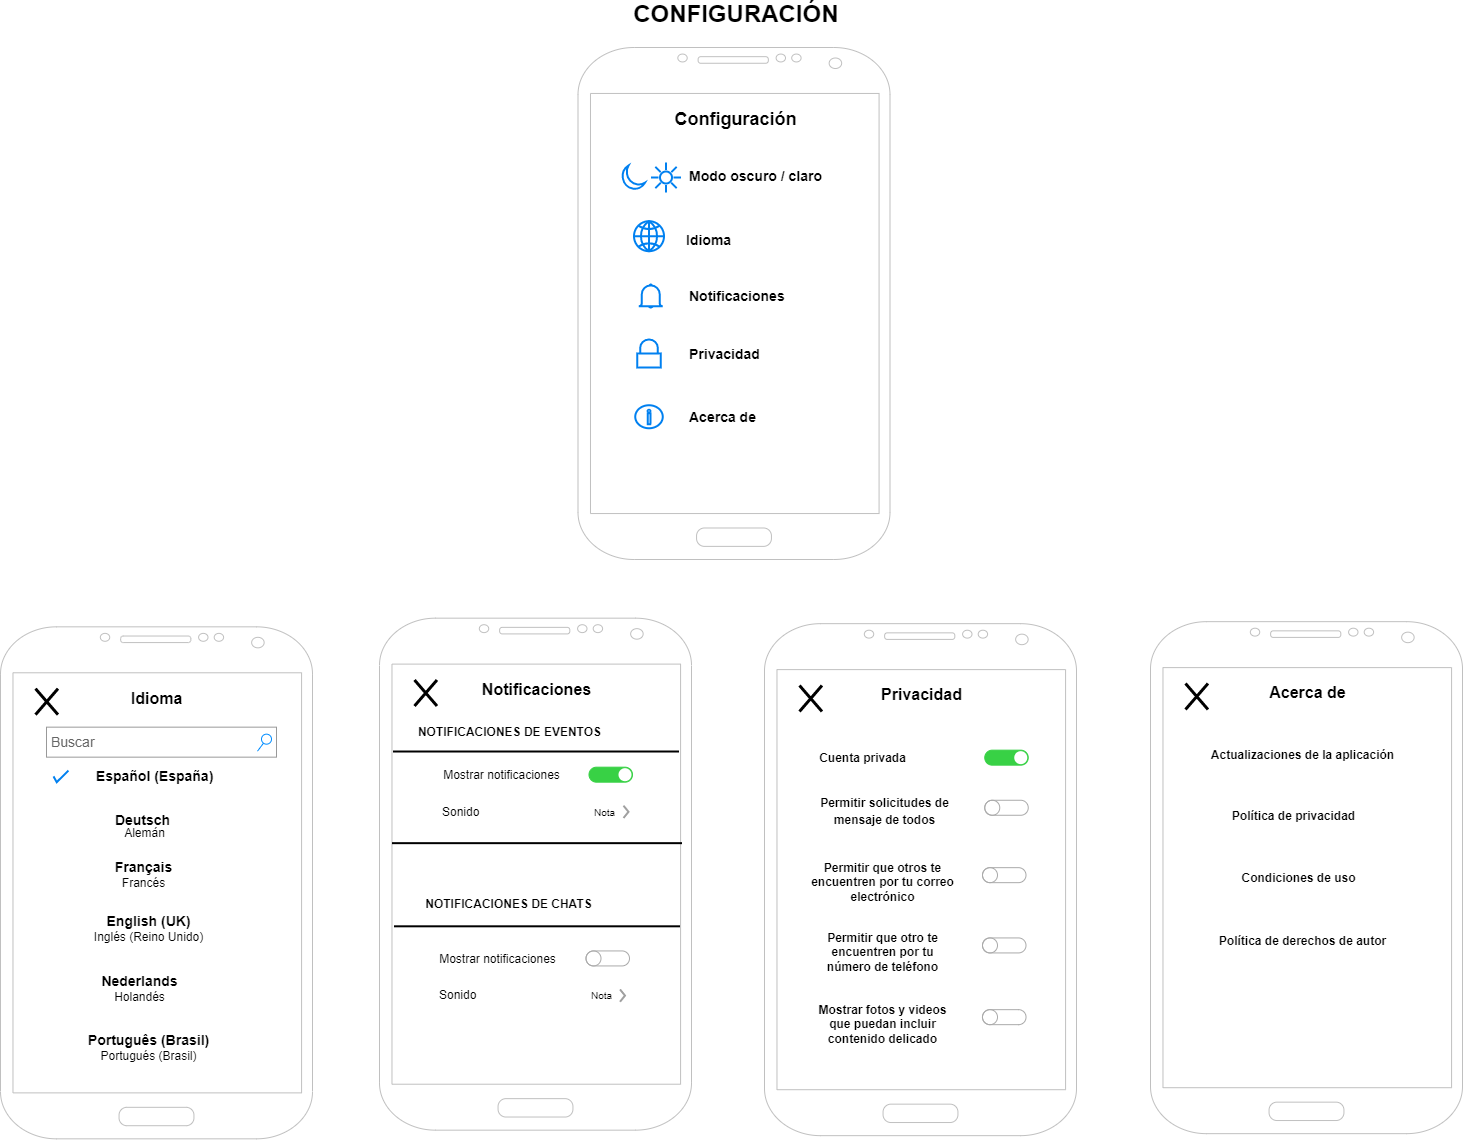 CONFIGURACIÓN
Configuración
Modo oscuro / claro
Idioma
Notificaciones
Privacidad
Acerca de
Idioma
Buscar
Español (España)
Deutsch
Alemán
Français
Francés
English (UK)
Inglés (Reino Unido)
Nederlands
Holandés
Português (Brasil)
Portugués (Brasil)
Notificaciones
NOTIFICACIONES DE EVENTOS
Mostrar notificaciones
Sonido
Nota
NOTIFICACIONES DE CHATS
Mostrar notificaciones
Sonido
Nota
Privacidad
Cuenta privada
Permitir solicitudes de
mensaje de todos
Permitir que otros te
encuentren por tu correo
electrónico
Permitir que otro te
encuentren por tu
número de teléfono
Mostrar fotos y videos
que puedan incluir
contenido delicado
Acerca de
Actualizaciones de la aplicación
Política de privacidad
Condiciones de uso
Política de derechos de autor